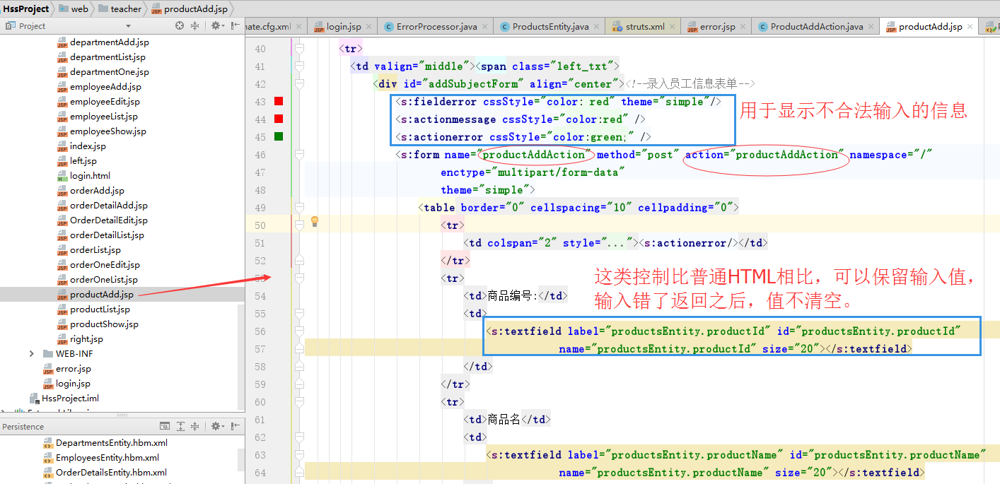 HssProject web teacher productAdd.jsp
Project
nate.cfg.xml login.jsp ErrorProcessor.java ProductsEntity.java struts.xml error.jsp ProductAddAction.java productAdd.jsp
departmentAdd.jsp
departmentList.jsp
departmentOne.jsp
employeeAdd.jsp
employeeEdit.jsp
employeeList.jsp
employeeShow.jsp
index.jsp
left.jsp
login.html
orderAdd.jsp
orderDetailAdd.jsp
OrderDetailEdit.jsp
orderDetailList.jsp
orderList.jsp
orderOneEdit.jsp
orderOneList.jsp
productAdd.jsp
productList.jsp
productShow.jsp
right.jsp
WEB-INF
error.jsp
login.jsp
HssProject.iml
Persistence
DepartmentsEntity.hbm.xml
EmployeesEntity.hbm.xml
OrderDetailsEntity.hbm.xml
40 <tr>
41 <td valign="middle"><span class="left_txt">
42 <div id="addSubjectForm" align="center"><!--录入员工信息表单-->
43 <s:fielderror cssStyle="color: red" theme="simple"/>
44 <s:actionmessage cssStyle="color:red" />
45 <s:actionerror cssStyle="color:green;" />
46 <s:form name="productAddAction" method="post" action="productAddAction" namespace="/"
47 enctype="multipart/form-data"
48 theme="simple">
49 <table border="0" cellspacing="10" cellpadding="0">
50 <tr>
51 <td colspan="2" style="..."><s:actionerror/></td>
52 </tr>
53 <tr>
54 <td>商品编号:</td>
55 <td>
56 <s:textfield label="productsEntity.productId" id="productsEntity.productId"
57 name="productsEntity.productId" size="20"></s:textfield>
58 </td>
59 </tr>
60 <tr>
61 <td>商品名</td>
62 <td>
63 <s:textfield label="productsEntity.productName" id="productsEntity.productName"
64 name="productsEntity.productName" size="20"></s:textfield>
用于显示不合法输入的信息
这类控制比普通HTML相比，可以保留输入值，
输入错了返回之后，值不清空。